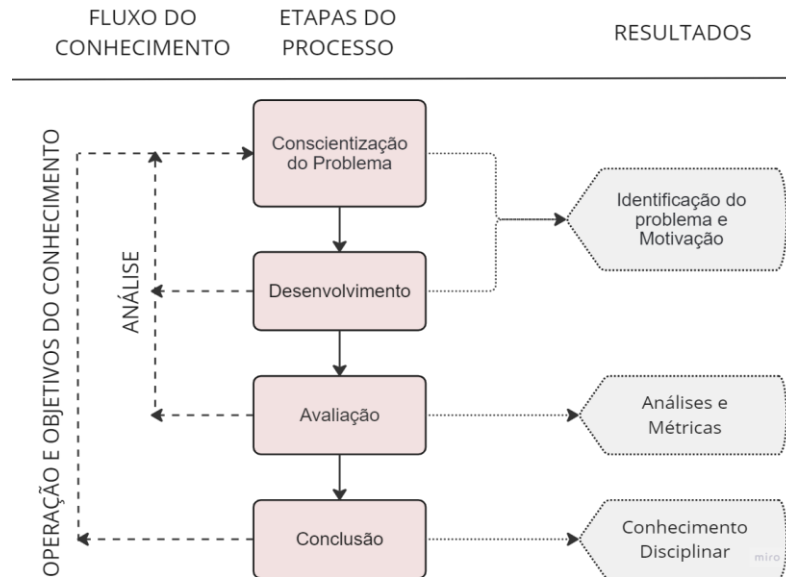 FLUXO DO
CONHECIMENTO
ETAPAS DO
PROCESSO
RESULTADOS
OPERAÇÃO E OBJETIVOS DO CONHECIMENTO
ANÁLISE
Conscientização
do Problema
Identificação do
problema e
Motivação
Desenvolvimento
Avaliação
Análises e
Métricas
Conclusão
Conhecimento
Disciplinar
miro